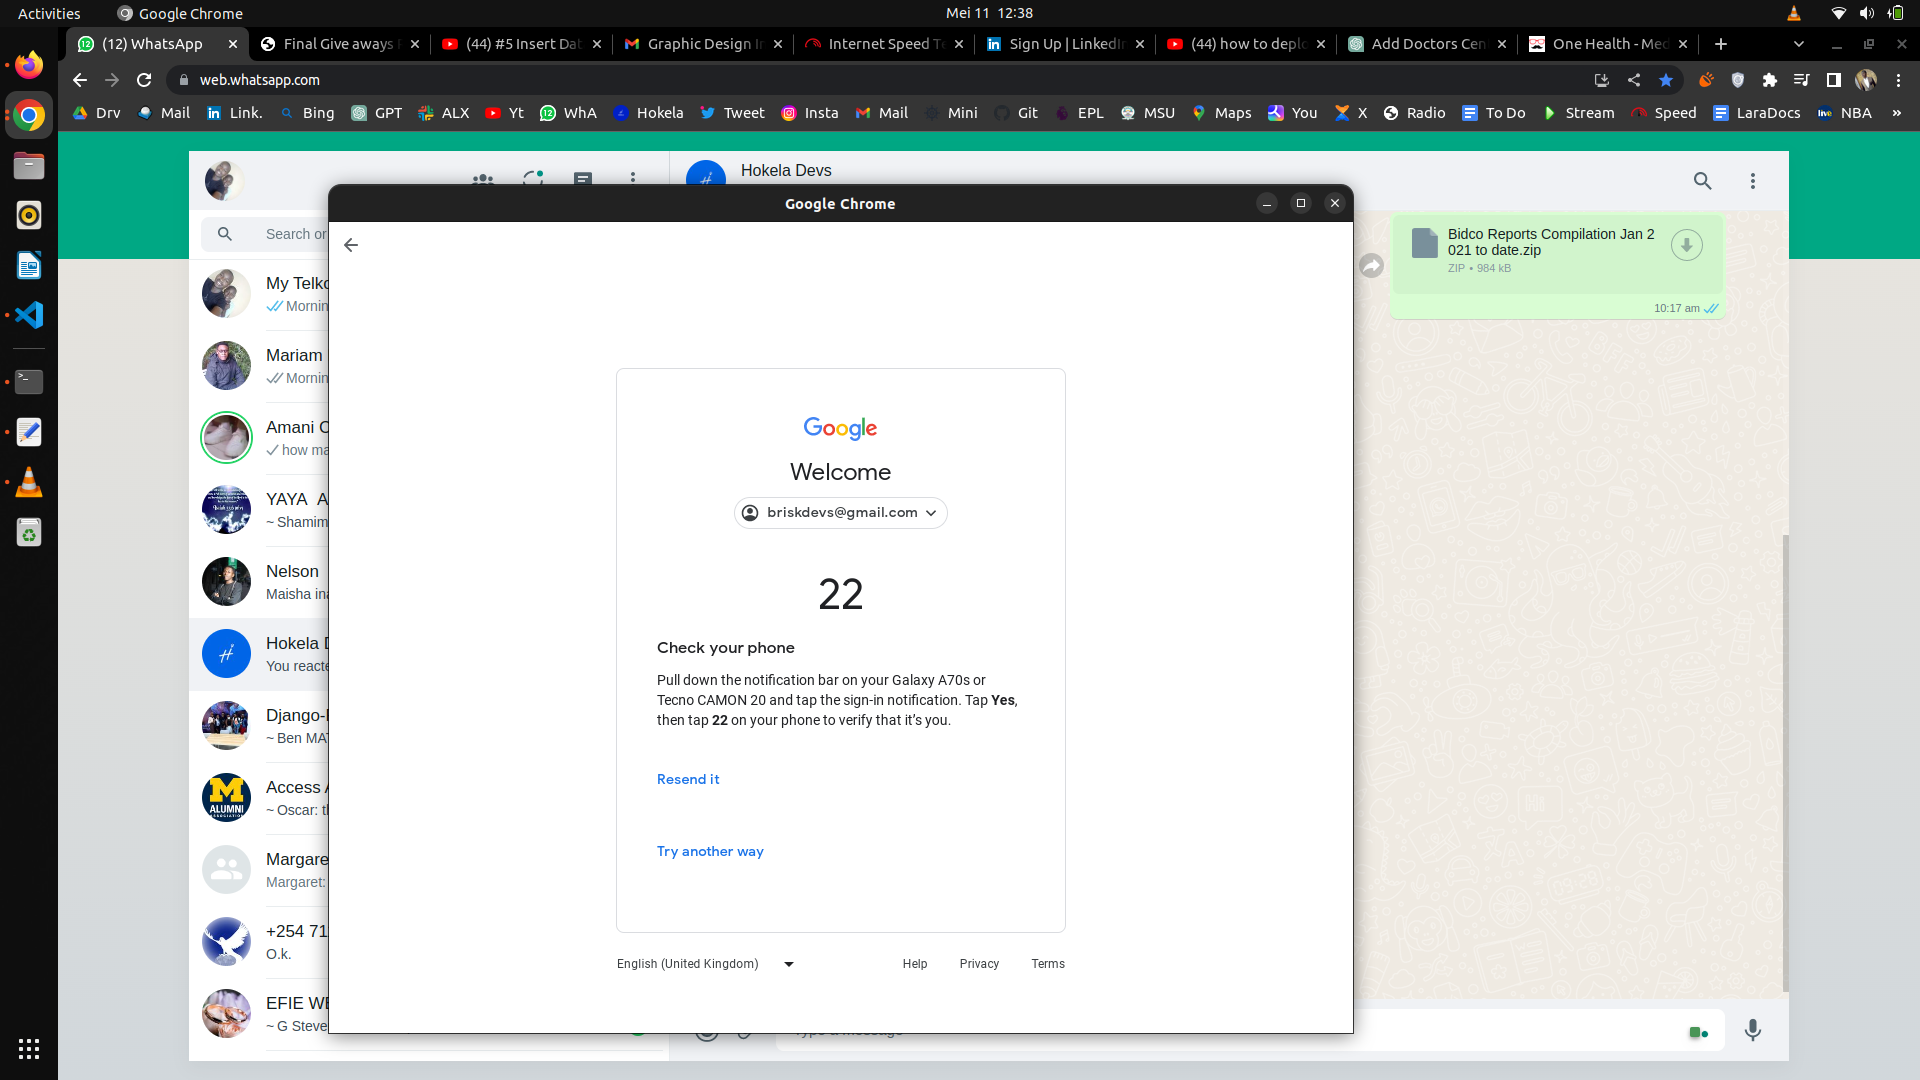 Activities
Google Chrome
Mei 11 12:38
(12) WhatsApp
Final Give aways
(44) #5 Insert Dat
Graphic Design I
Internet Speed Te
Sign Up | LinkedIn
(44) how to deplo
Add Doctors Cen
One Health - Med
web.whatsapp.com
Drv
Mail
Link.
Bing
GPT
ALX
Yt
WhA
Hokela
Tweet
Insta
Mail
Mini
Git
EPL
MSU
Maps
You
X
Radio
To Do
Stream
Speed
LaraDocs
NBA
»
Hokela Devs
Search or
Google Chrome
My Telko
Mornin
Mariam
Mornin
Amani C
how ma
YAYA A
~ Shamim
Nelson
Maisha ina
Hokela D
You reacte
Django-
~ Ben MA
Access A
~ Oscar: t
Margare
Margaret:
+254 71
O.k.
EFIE WE
~ G Steve
Bidco Reports Compilation Jan 2
021 to date.zip
ZIP • 984 kB
10:17 am
Google
Welcome
briskdevs@gmail.com
22
Check your phone
Pull down the notification bar on your Galaxy A70s or
Tecno CAMON 20 and tap the sign-in notification. Tap Yes,
then tap 22 on your phone to verify that it's you.
Resend it
Try another way
English (United Kingdom)
Help
Privacy
Terms
Type a message